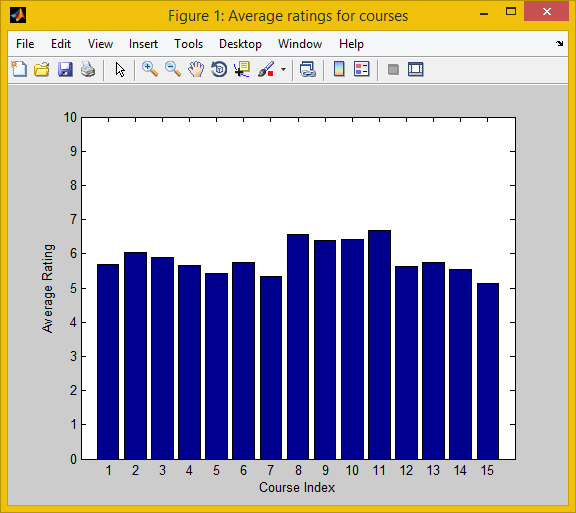 Figure 1: Average ratings for courses
File Edit View Insert Tools Desktop Window Help
10
9
8
7
6
5
4
3
2
1
0
Average Rating
1 2 3 4 5 6 7 8 9 10 11 12 13 14 15
Course Index